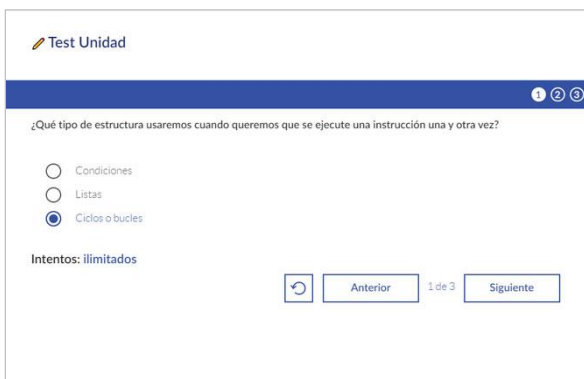 Test Unidad
1 2 3
¿Qué tipo de estructura usaremos cuando queremos que se ejecute una instrucción una y otra vez?
Condiciones
Listas
Ciclos o bucles
Intentos: ilimitados
Anterior 1 de 3 Siguiente